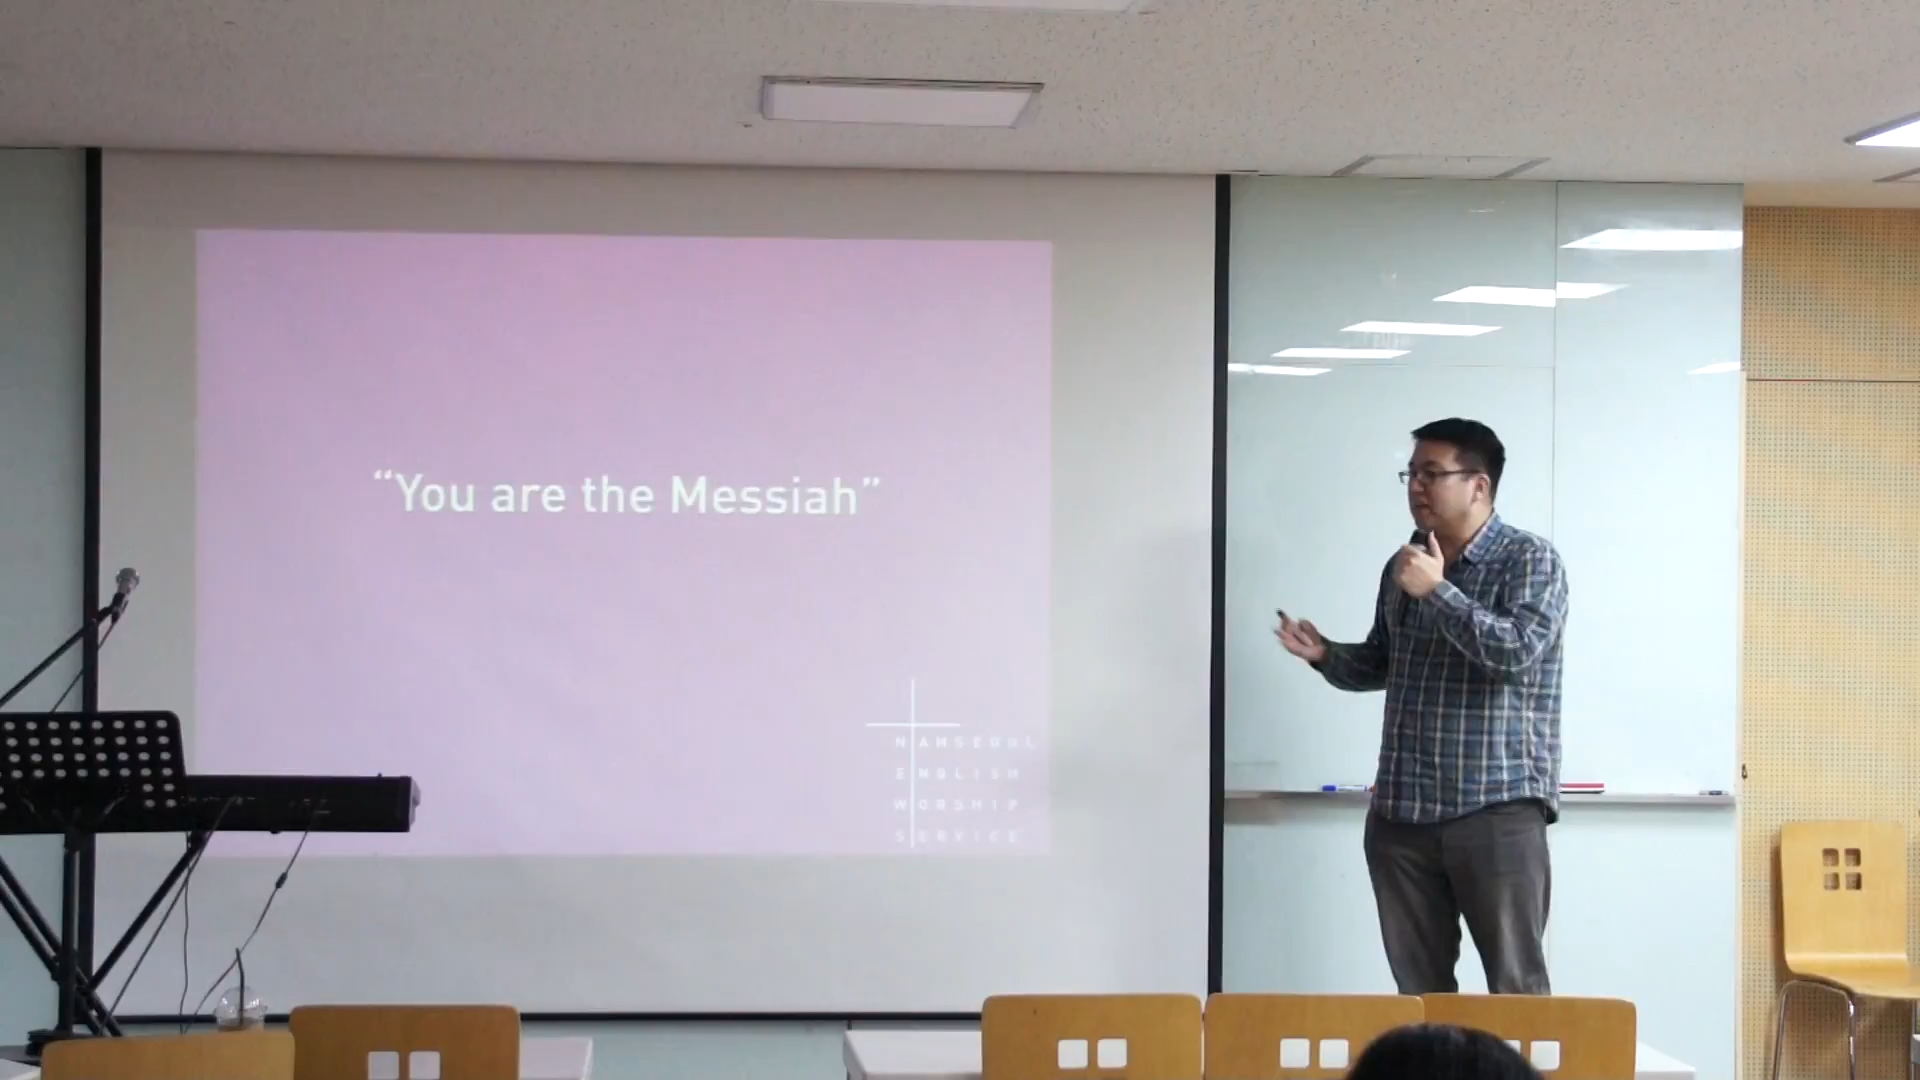 “You are the Messiah”
NAMSEOUL
ENGLISH
WORSHIP
SERVICE